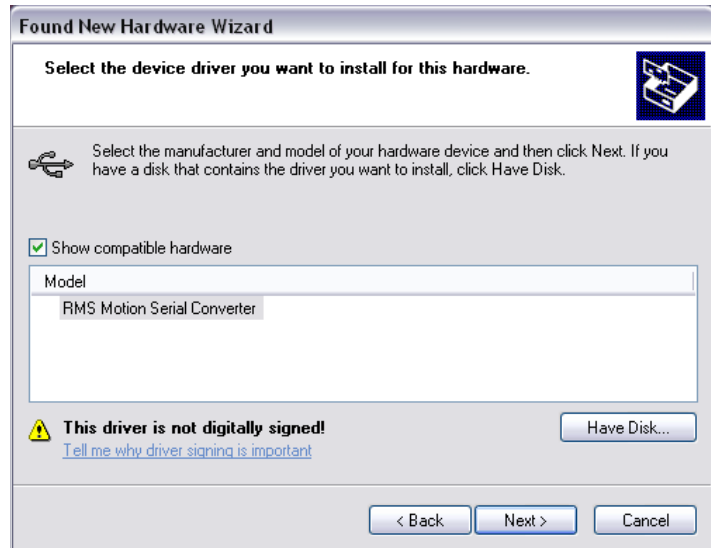 Found New Hardware Wizard
Select the device driver you want to install for this hardware.
Select the manufacturer and model of your hardware device and then click Next. If you
have a disk that contains the driver you want to install, click Have Disk.
Show compatible hardware
Model
RMS Motion Serial Converter
This driver is not digitally signed!
Have Disk...
Tell me why driver signing is important
< Back
Next >
Cancel